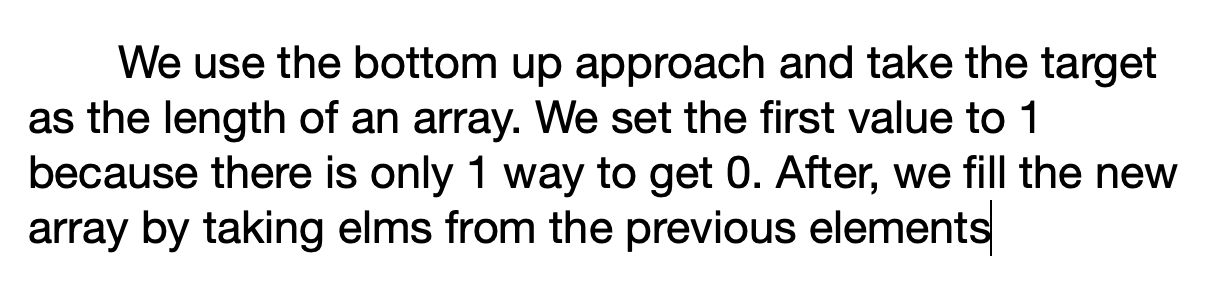 We use the bottom up approach and take the target
as the length of an array. We set the first value to 1
because there is only 1 way to get 0. After, we fill the new
array by taking elms from the previous elements